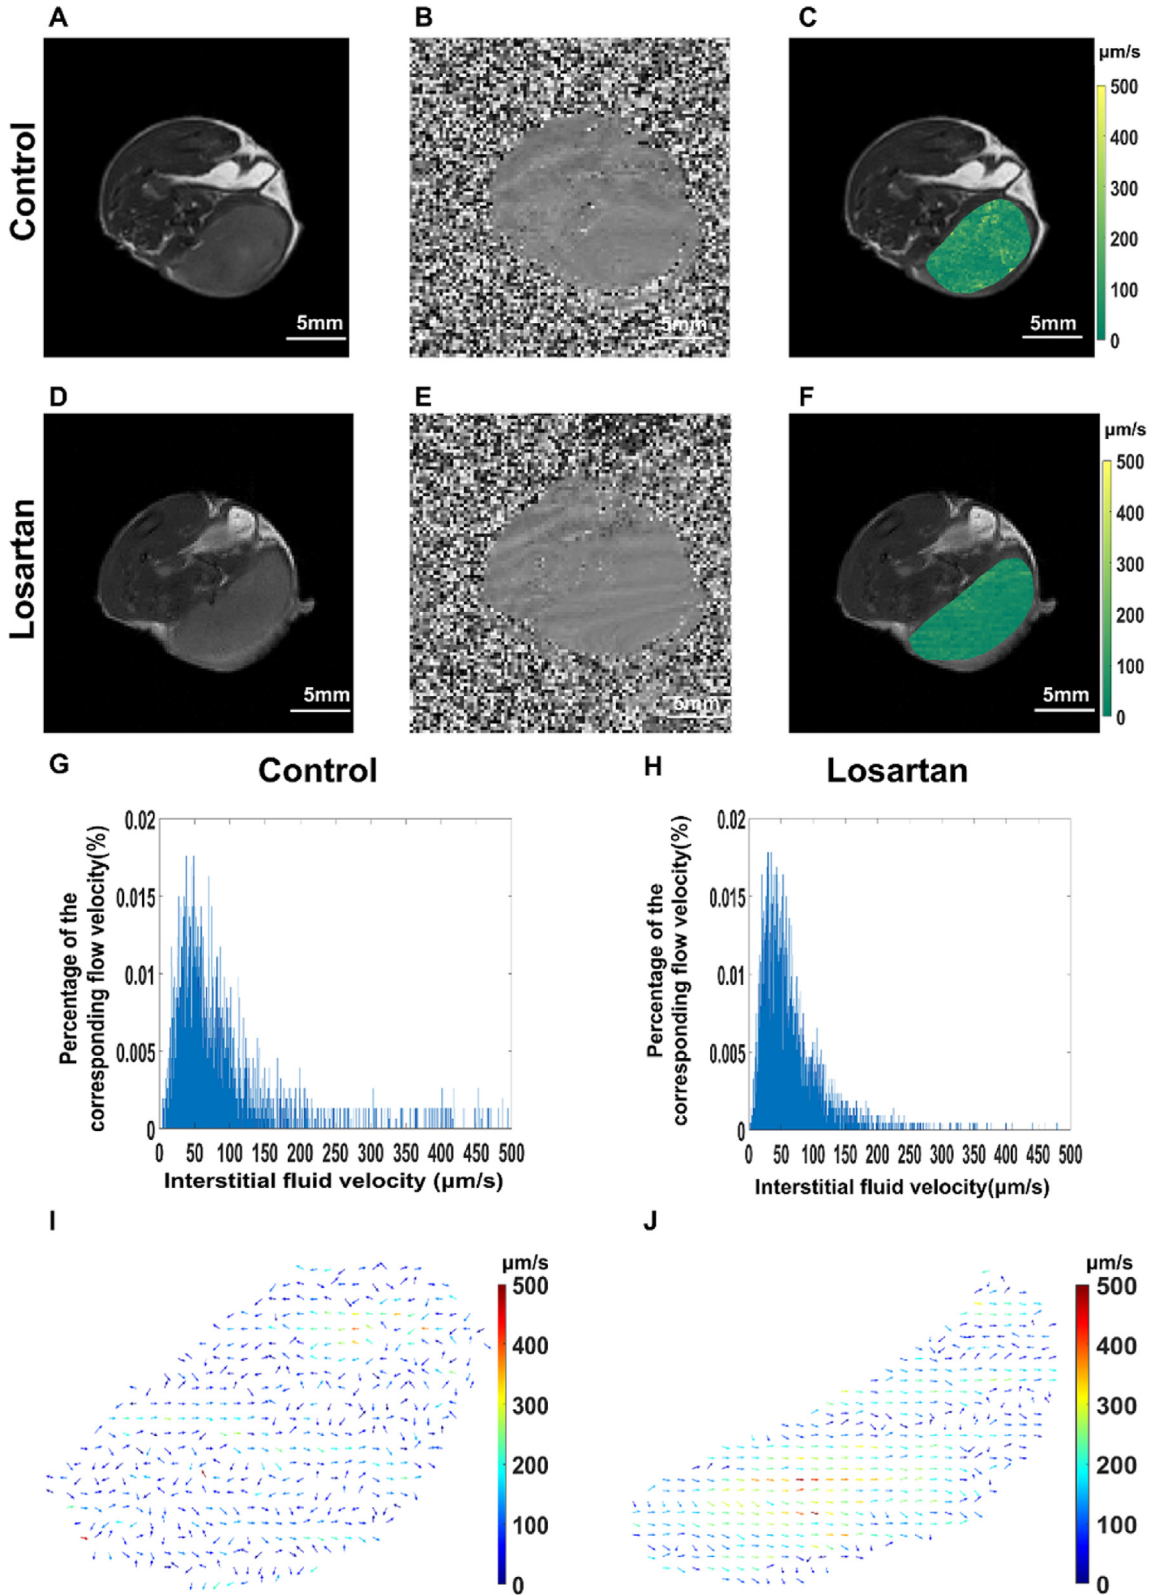 A
B
C
Control
5mm
5mm
5mm
µm/s
500
400
300
200
100
0
D
E
F
Losartan
5mm
5mm
5mm
µm/s
500
400
300
200
100
0
G
Control
H
Losartan
Percentage of the
corresponding flow velocity(%)
0.02
0.015
0.01
0.005
0
0 50 100 150 200 250 300 350 400 450 500
Interstitial fluid velocity (µm/s)
Percentage of the
corresponding flow velocity(%)
0.02
0.015
0.01
0.005
0
0 50 100 150 200 250 300 350 400 450 500
Interstitial fluid velocity(µm/s)
I
µm/s
500
400
300
200
100
0
J
µm/s
500
400
300
200
100
0